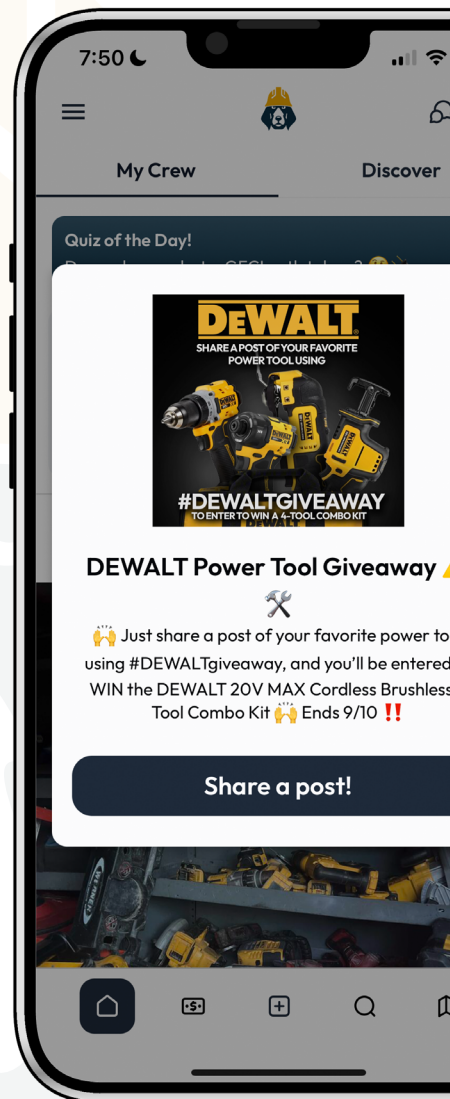 7:50
My Crew
Discover
Quiz of the Day!
DEWALT
SHARE A POST OF YOUR FAVORITE
POWER TOOL USING
#DEWALTGIVEAWAY
TO ENTER TO WIN A 4-TOOL COMBO KIT
DEWALT Power Tool Giveaway
🙌 Just share a post of your favorite power to
using #DEWALTgiveaway, and you'll be entered
WIN the DEWALT 20V MAX Cordless Brushless
Tool Combo Kit 🙌 Ends 9/10 ‼️
Share a post!
WERNER